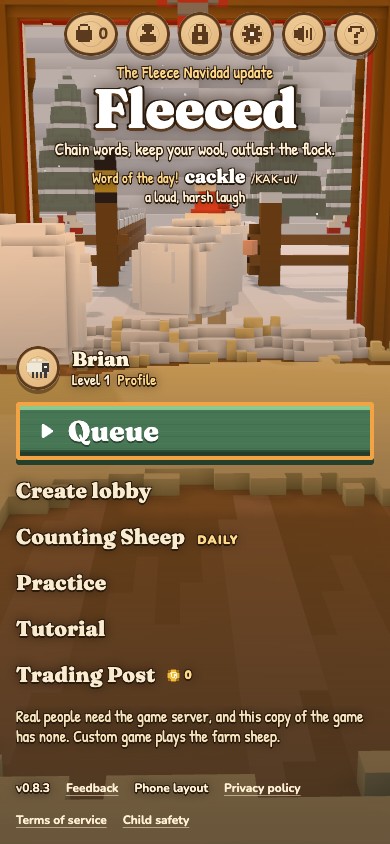 0
The Fleece Navidad update
Fleeced
Chain words, keep your wool, outlast the flock.
Word of the day! cackle /KAK-ul/
a loud, harsh laugh
Brian
Level 1 Profile
Queue
Create lobby
Counting Sheep DAILY
Practice
Tutorial
Trading Post 0
Real people need the game server, and this copy of the game
has none. Custom game plays the farm sheep.
v0.8.3 Feedback Phone layout Privacy policy
Terms of service Child safety